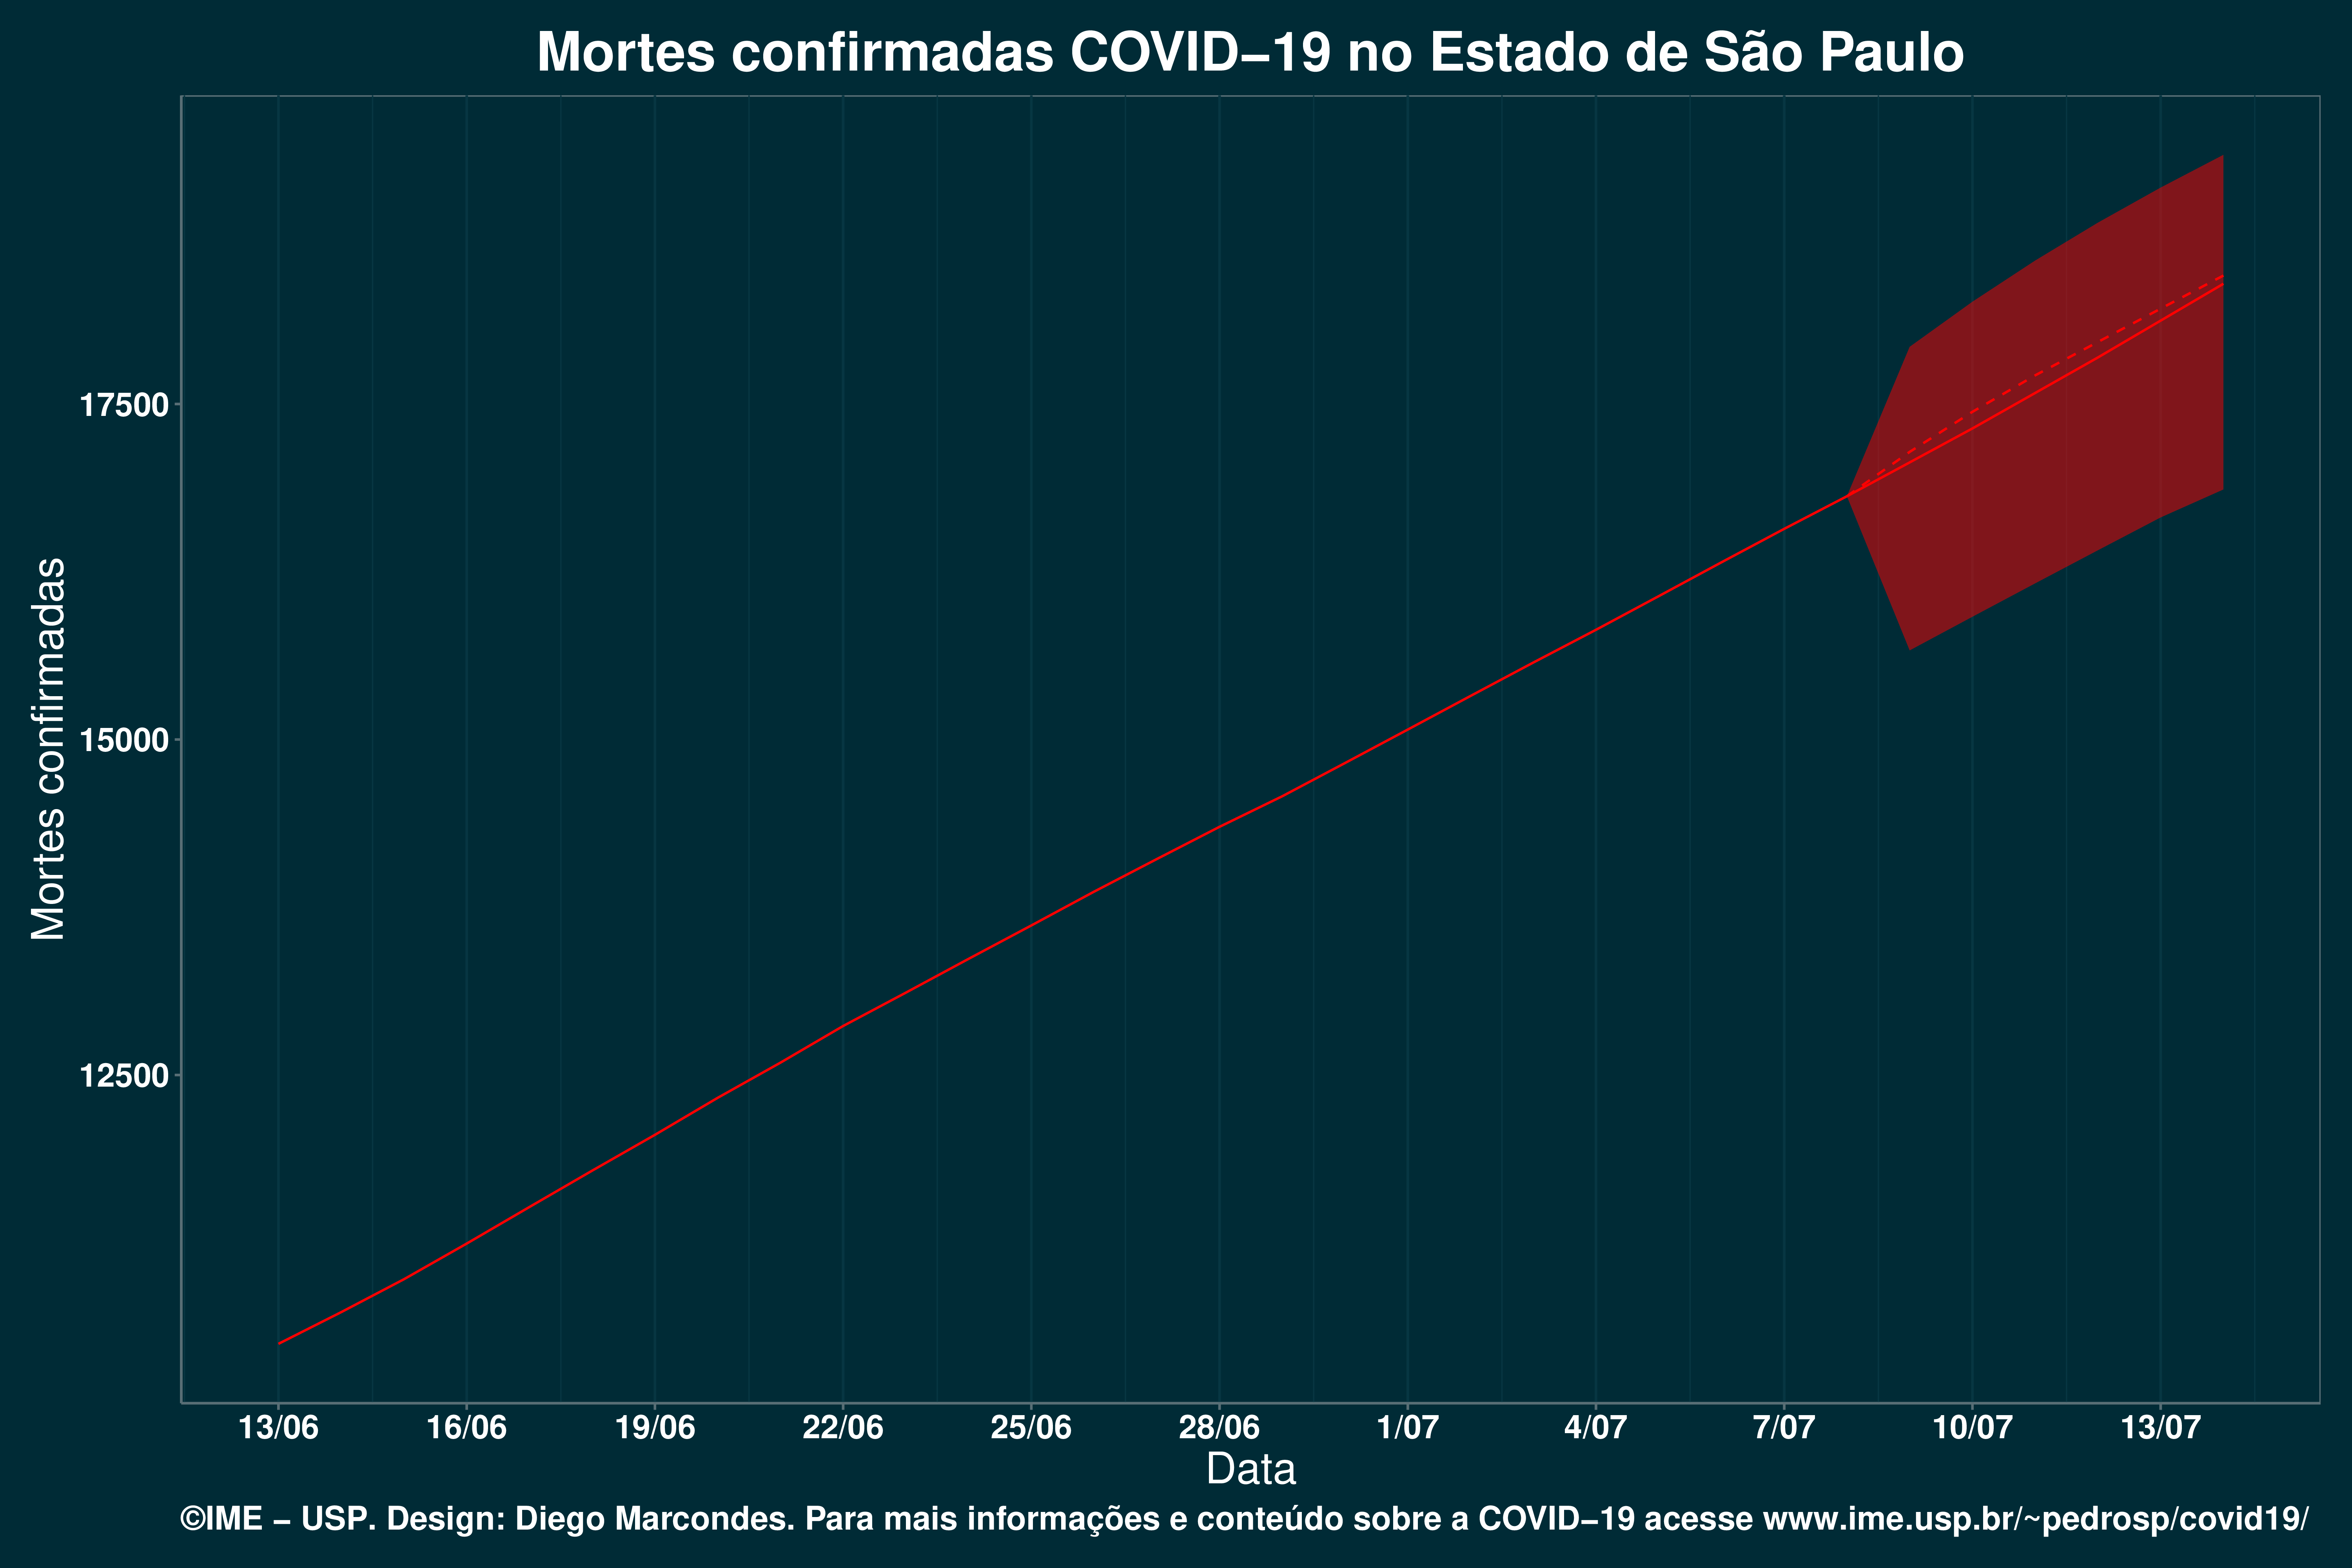 Mortes confirmadas COVID−19 no Estado de São Paulo
Mortes confirmadas
17500
15000
12500
13/06 16/06 19/06 22/06 25/06 28/06 1/07 4/07 7/07 10/07 13/07
Data
©IME − USP. Design: Diego Marcondes. Para mais informações e conteúdo sobre a COVID−19 acesse www.ime.usp.br/~pedrosp/covid19/